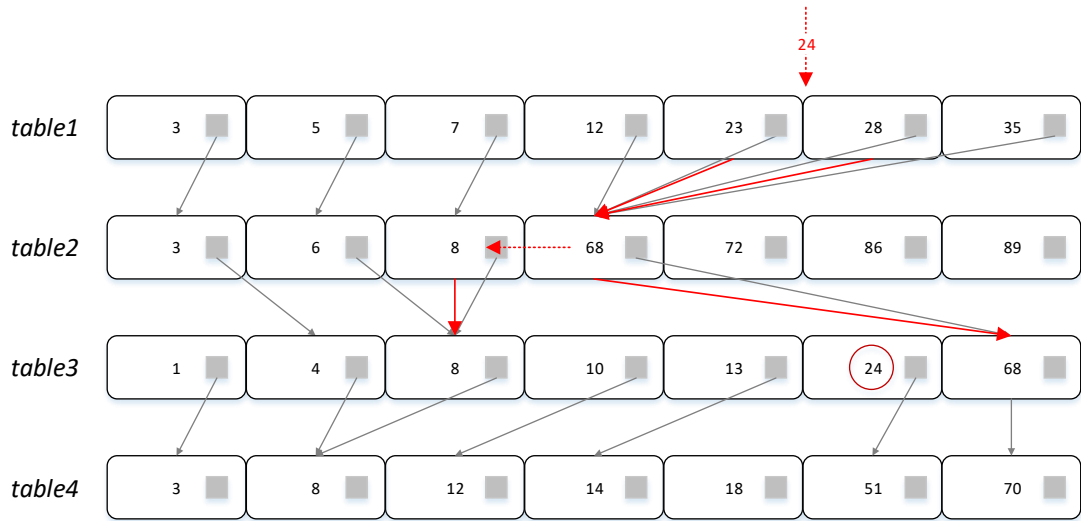 24
table1 3 5 7 12 23 28 35
table2 3 6 8 68 72 86 89
table3 1 4 8 10 13 24 68
table4 3 8 12 14 18 51 70